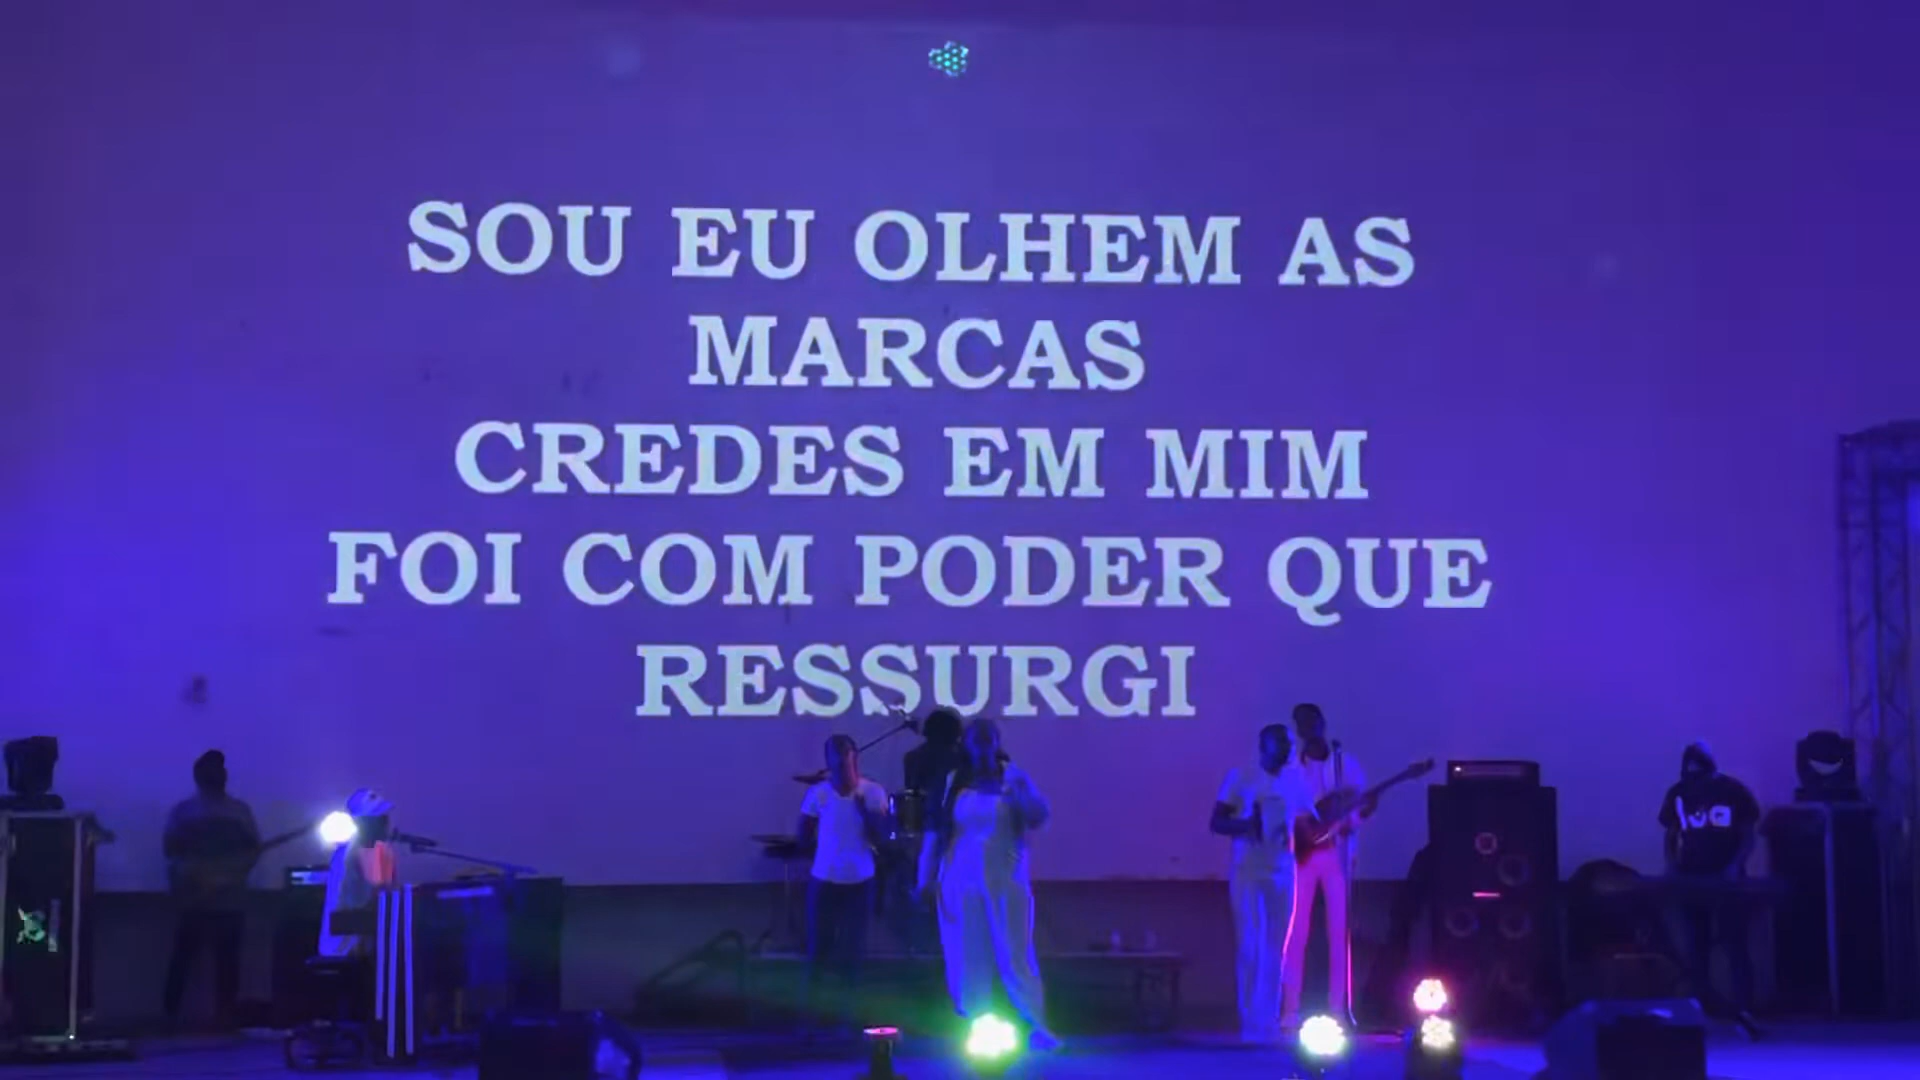 SOU EU OLHEM AS
MARCAS
CREDES EM MIM
FOI COM PODER QUE
RESSURGI